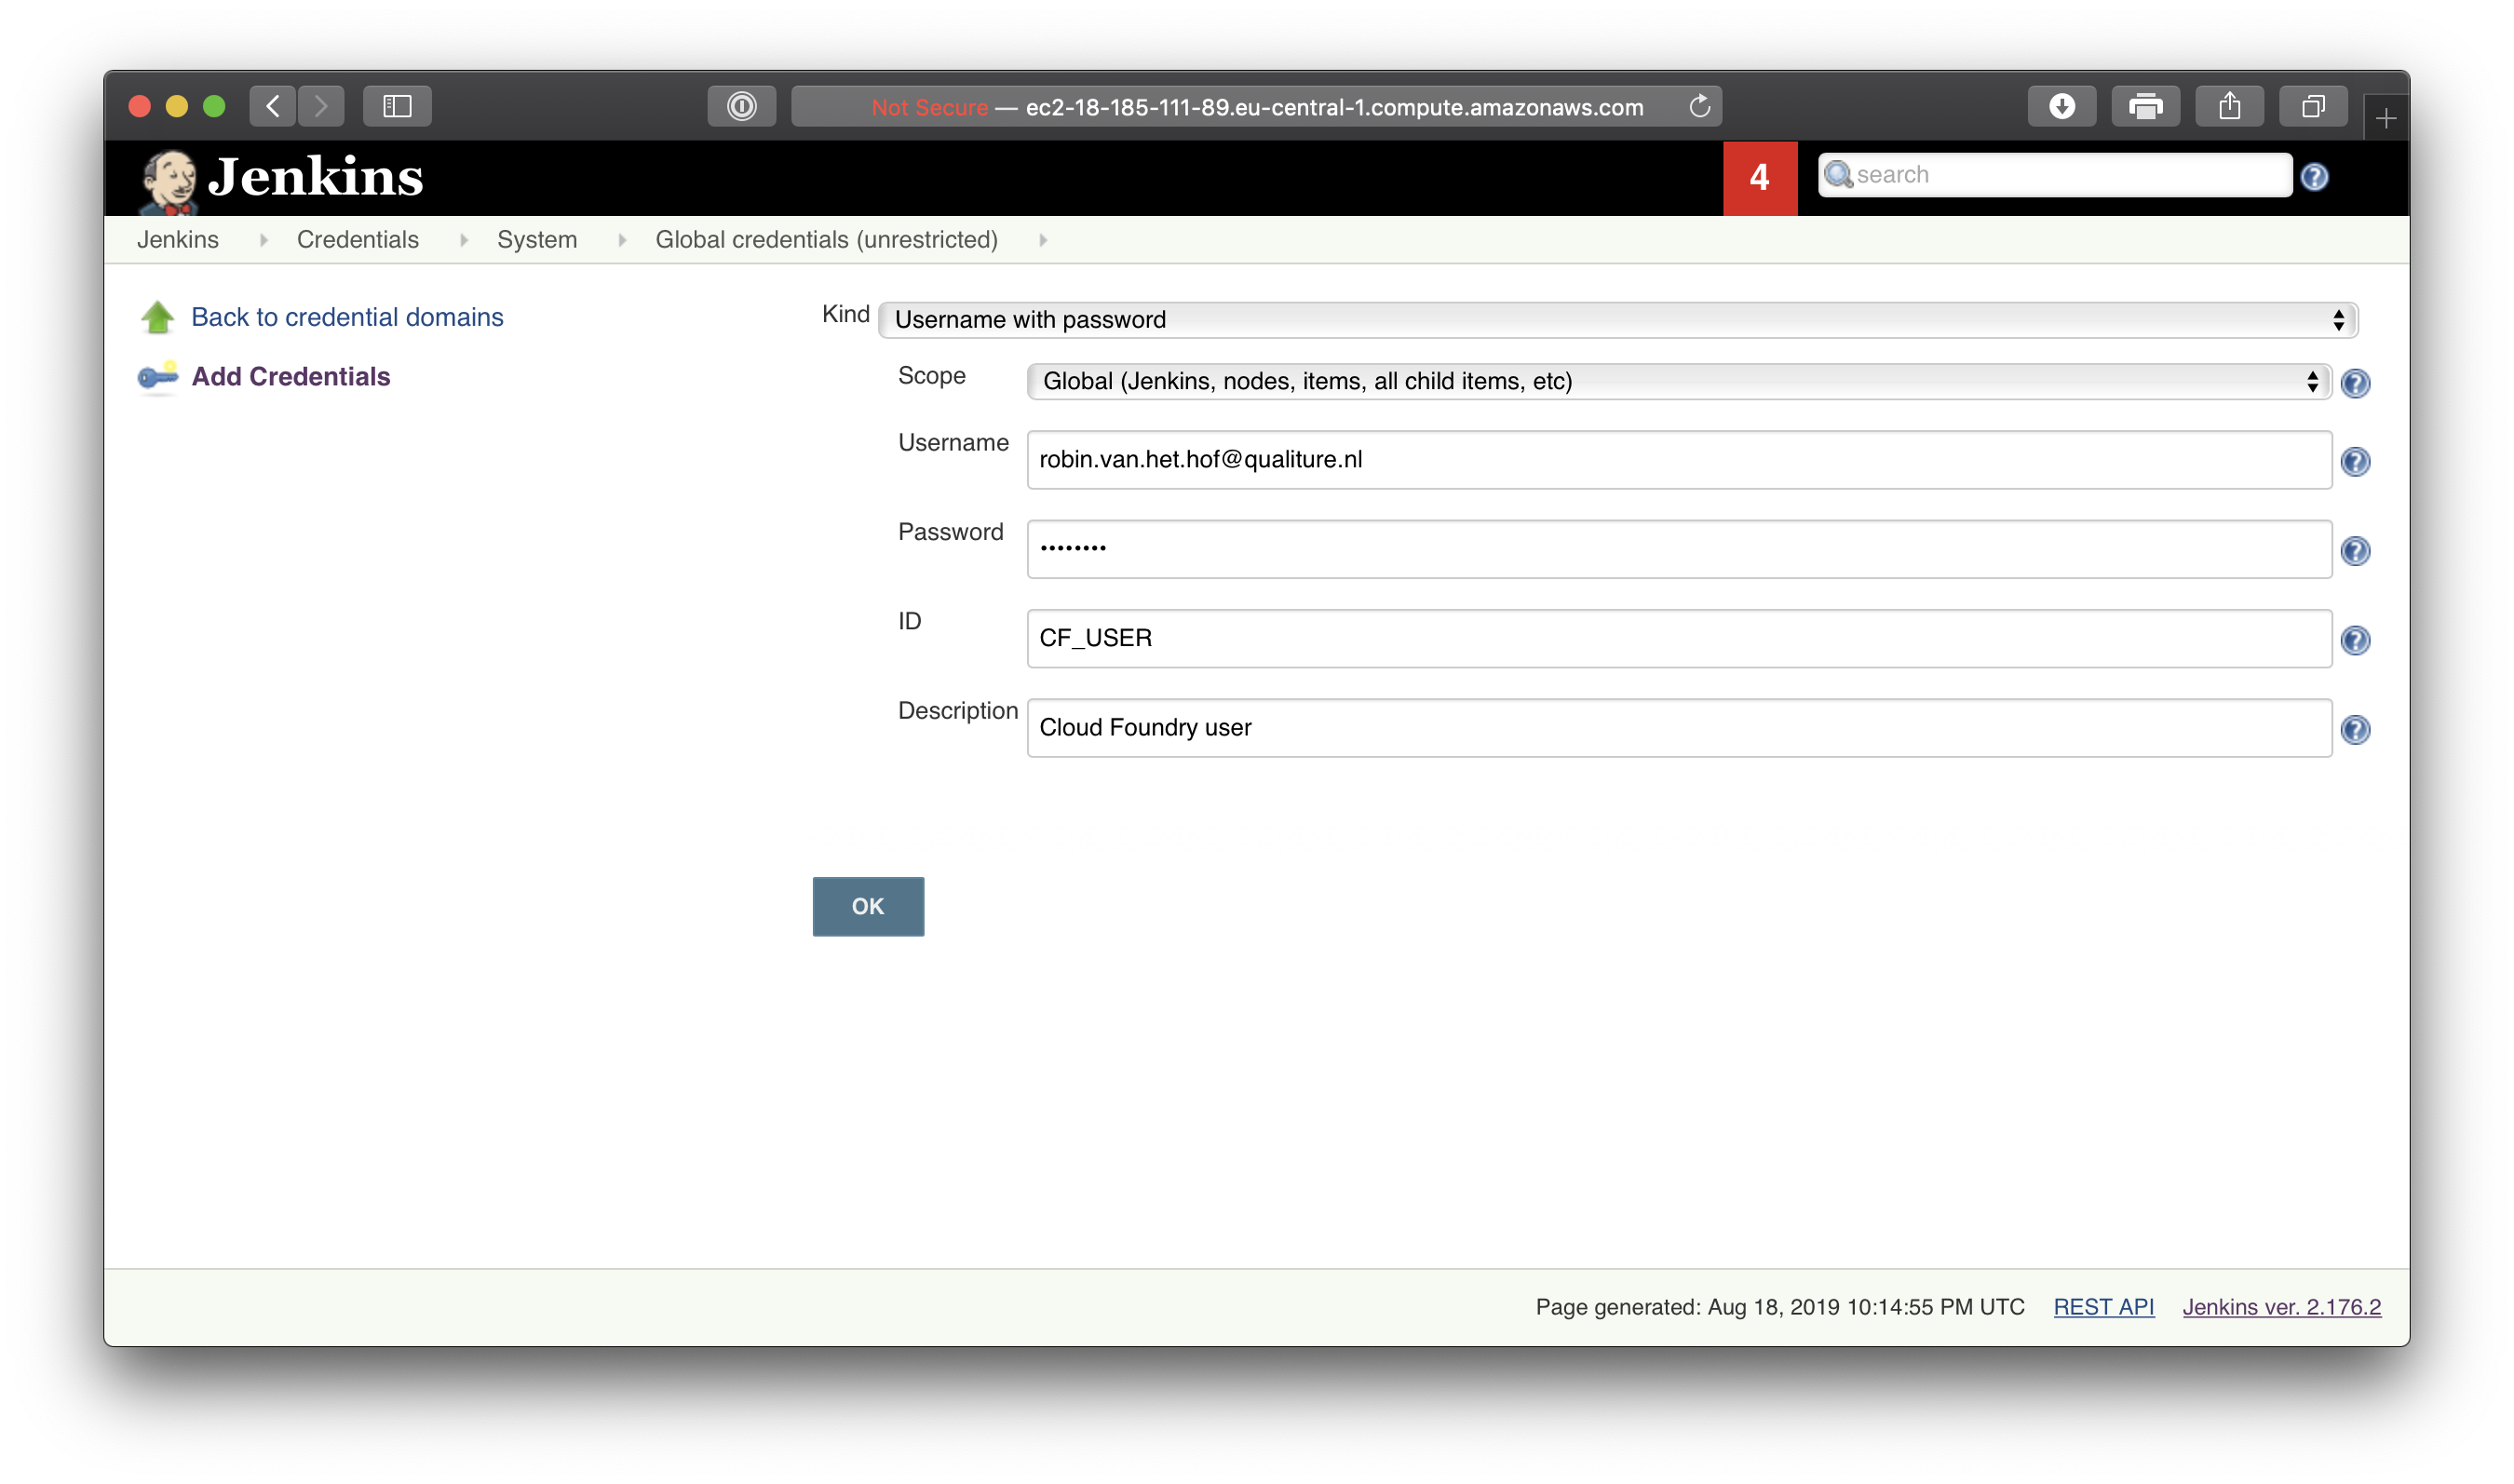 Not Secure — ec2-18-185-111-89.eu-central-1.compute.amazonaws.com
Jenkins
4
search
Jenkins Credentials System Global credentials (unrestricted)
Back to credential domains
Add Credentials
Kind Username with password
Scope Global (Jenkins, nodes, items, all child items, etc)
Username robin.van.het.hof@qualiture.nl
Password ••••••••
ID CF_USER
Description Cloud Foundry user
OK
Page generated: Aug 18, 2019 10:14:55 PM UTC REST API Jenkins ver. 2.176.2